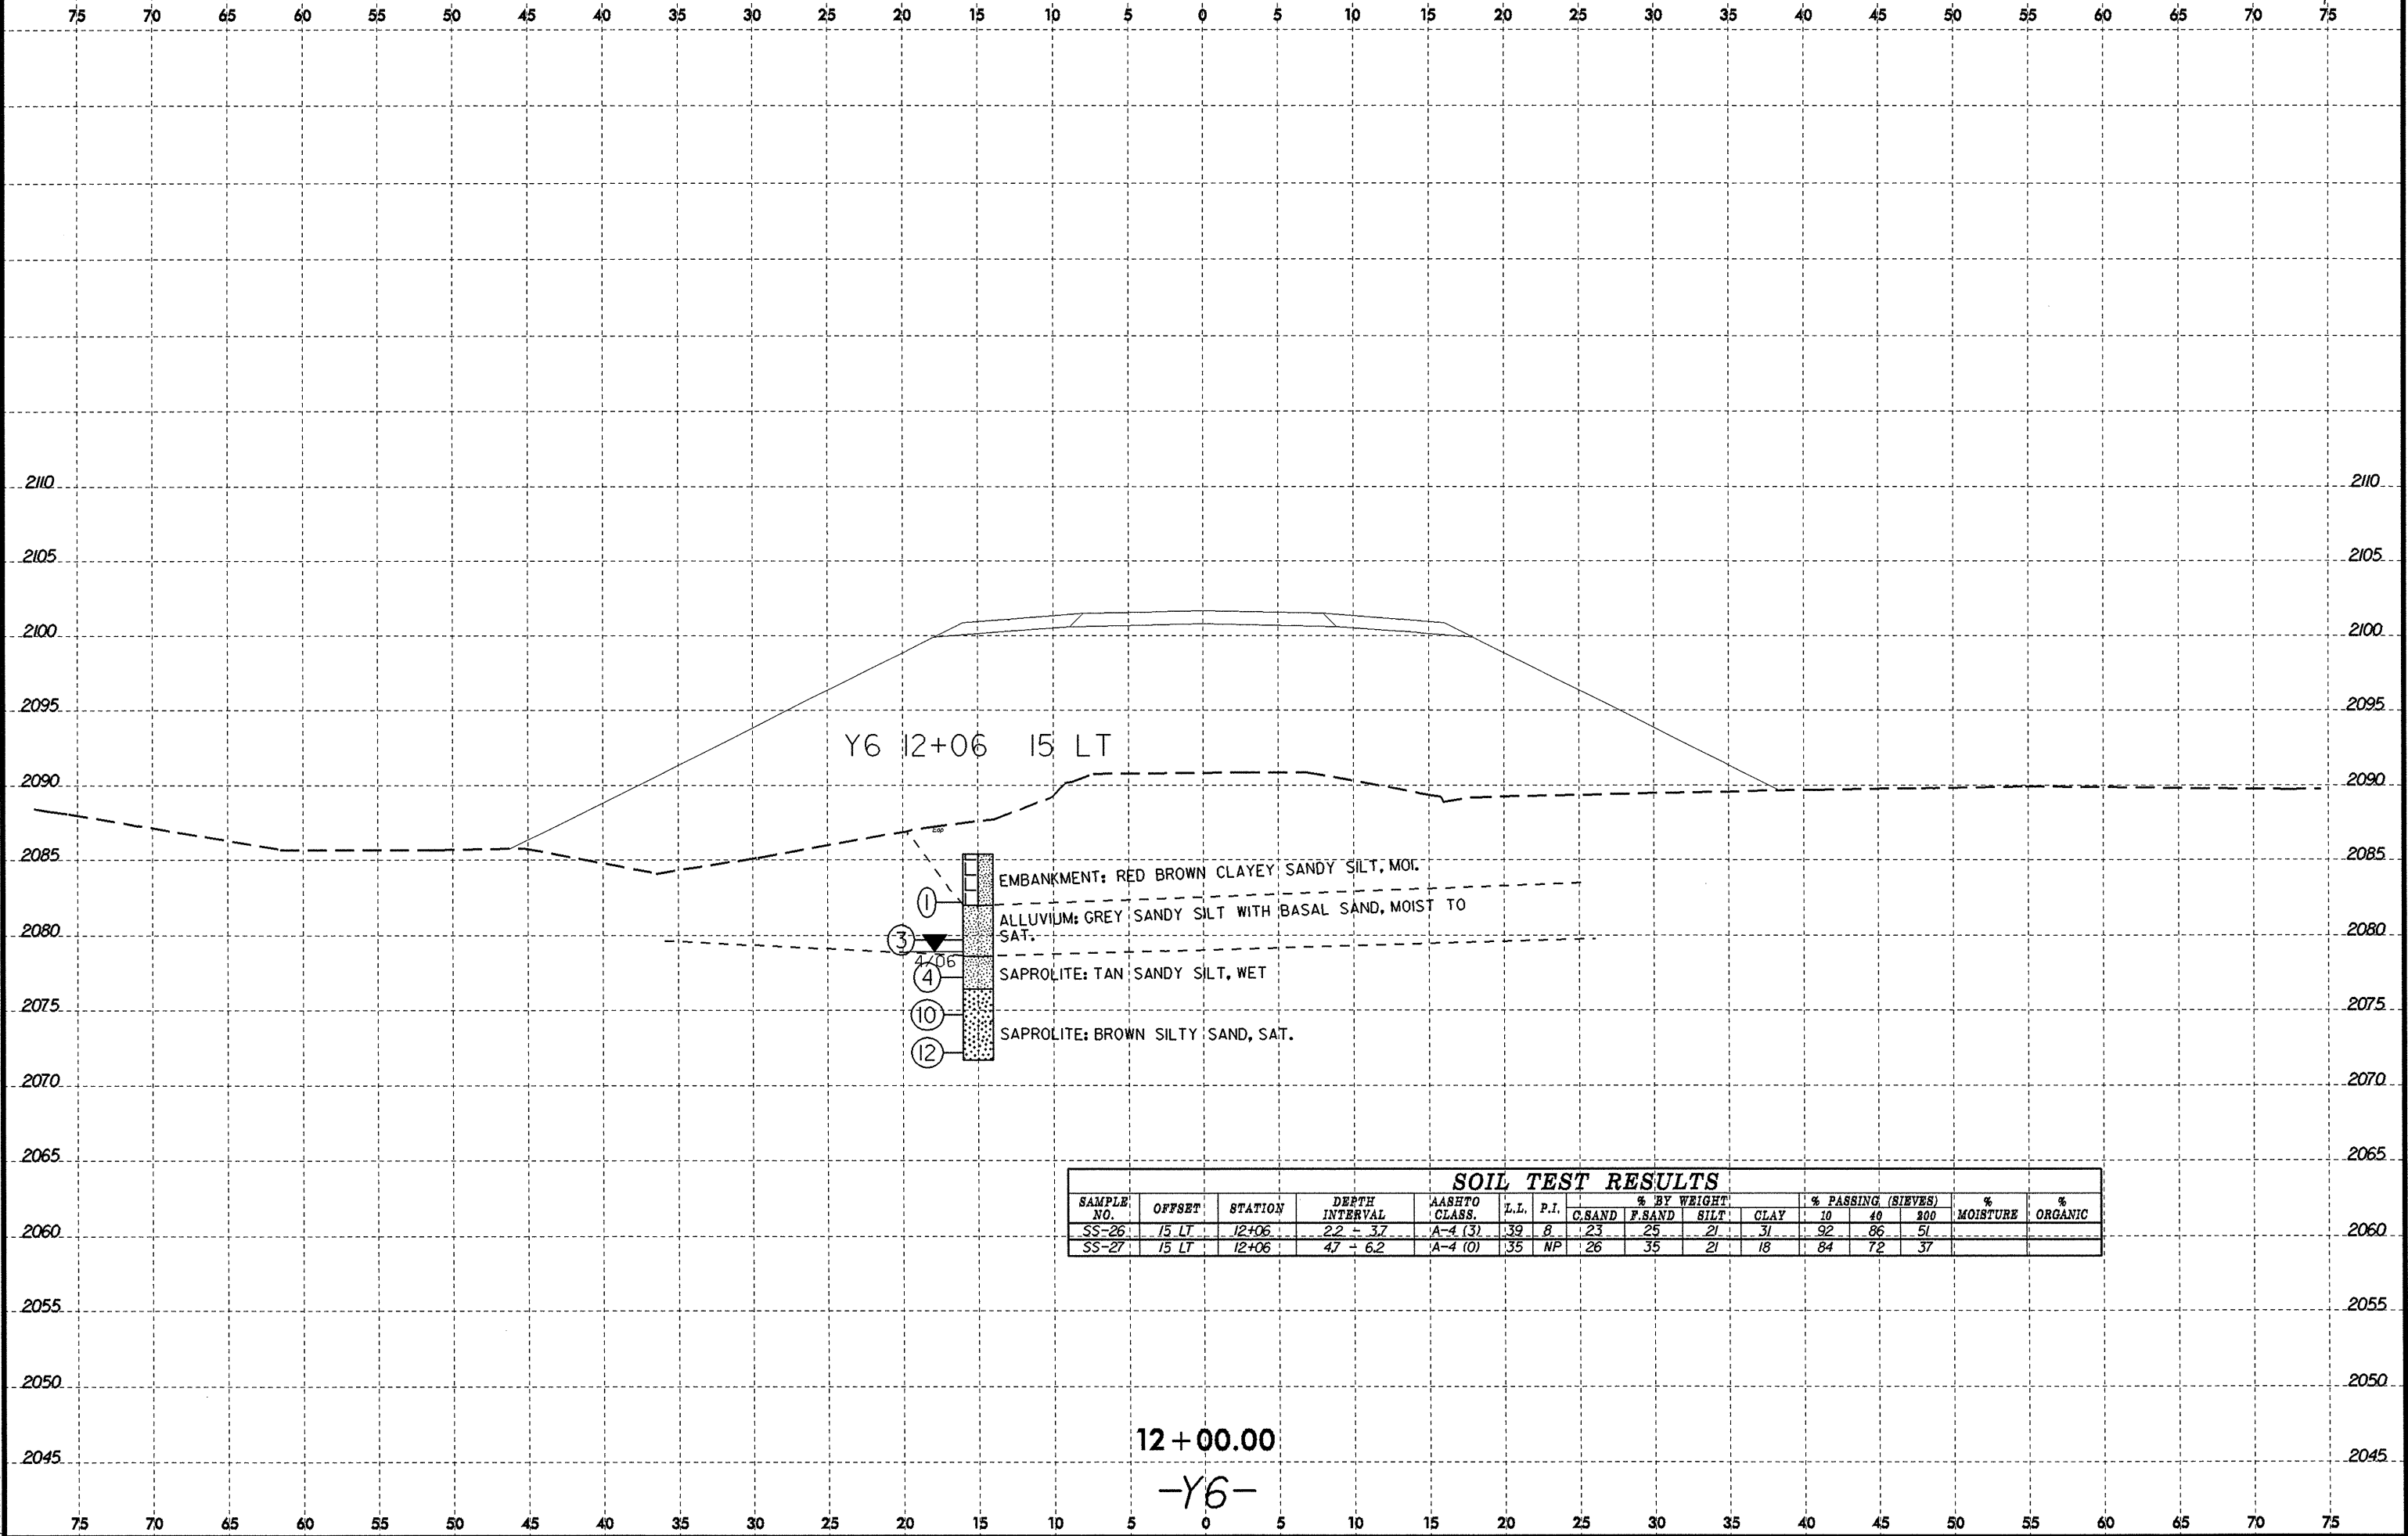 75 70 65 60 55 50 45 40 35 30 25 20 15 10 5 0 5 10 15 20 25 30 35 40 45 50 55 60 65 70 75
2110 2110
2105 2105
2100 2100
2095 2095
Y6 12+06 15 LT
2090 2090
2085 2085
EMBANKMENT: RED BROWN CLAYEY SANDY SILT, MOI.
1
ALLUVIUM: GREY SANDY SILT WITH BASAL SAND, MOIST TO
SAT.
2080 3 2080
4/06
4 SAPROLITE: TAN SANDY SILT, WET
2075 10 2075
SAPROLITE: BROWN SILTY SAND, SAT.
12
2070 2070
2065 2065
SOIL TEST RESULTS
SAMPLE NO. OFFSET STATION DEPTH INTERVAL AASHTO CLASS. L.L. P.I. % BY WEIGHT C.SAND F.SAND SILT CLAY % PASSING (SIEVES) 10 40 200 % MOISTURE % ORGANIC
SS-26 15 LT 12+06 2.2 - 3.7 A-4 (3) 39 8 23 25 21 31 92 86 51
SS-27 15 LT 12+06 4.7 - 6.2 A-4 (0) 35 NP 26 35 21 18 84 72 37
2060 2060
2055 2055
2050 2050
12+00.00
2045 2045
-Y6-
75 70 65 60 55 50 45 40 35 30 25 20 15 10 5 0 5 10 15 20 25 30 35 40 45 50 55 60 65 70 75